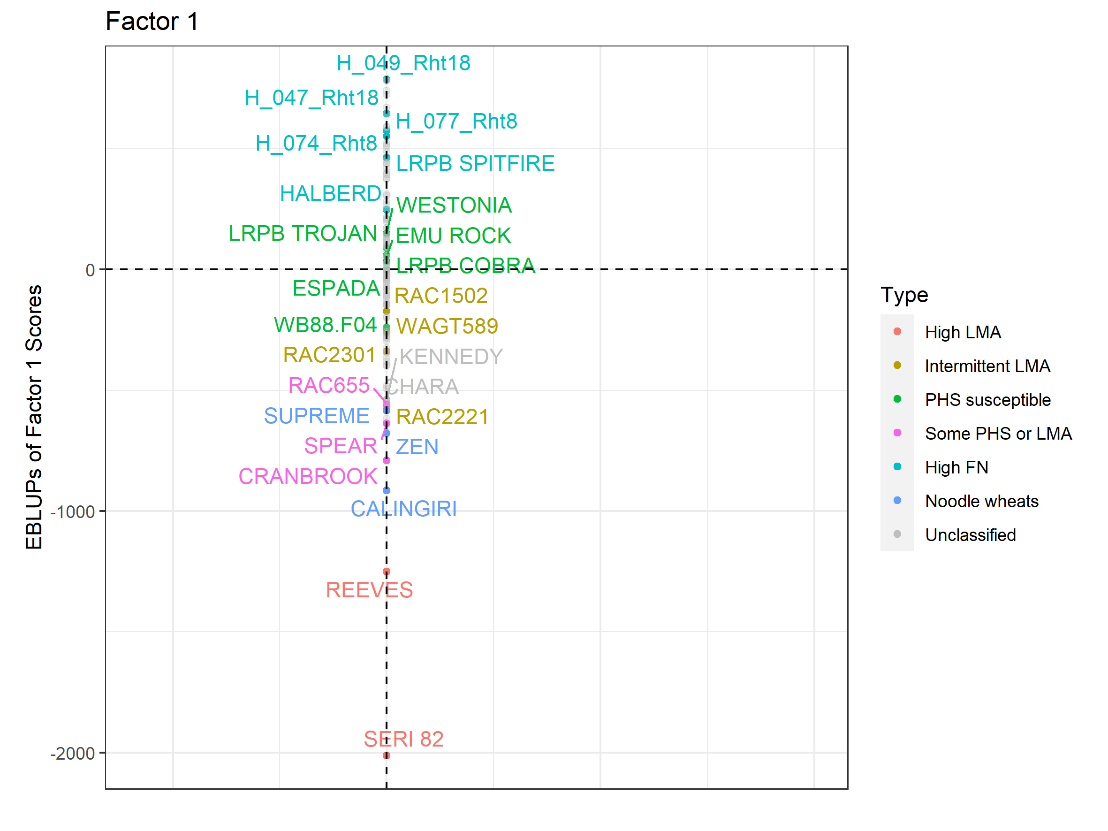 Factor 1
H_049_Rht18
H_047_Rht18
H_077_Rht8
H_074_Rht8
LRPB SPITFIRE
HALBERD
WESTONIA
LRPB TROJAN
EMU ROCK
LRPB COBRA
0
ESPADA
RAC1502
WB88.F04
WAGT589
RAC2301
KENNEDY
RAC655
CHARA
SUPREME
RAC2221
SPEAR
ZEN
CRANBROOK
-1000
CALINGIRI
REEVES
SERI 82
-2000
EBLUPs of Factor 1 Scores
Type
High LMA
Intermittent LMA
PHS susceptible
Some PHS or LMA
High FN
Noodle wheats
Unclassified